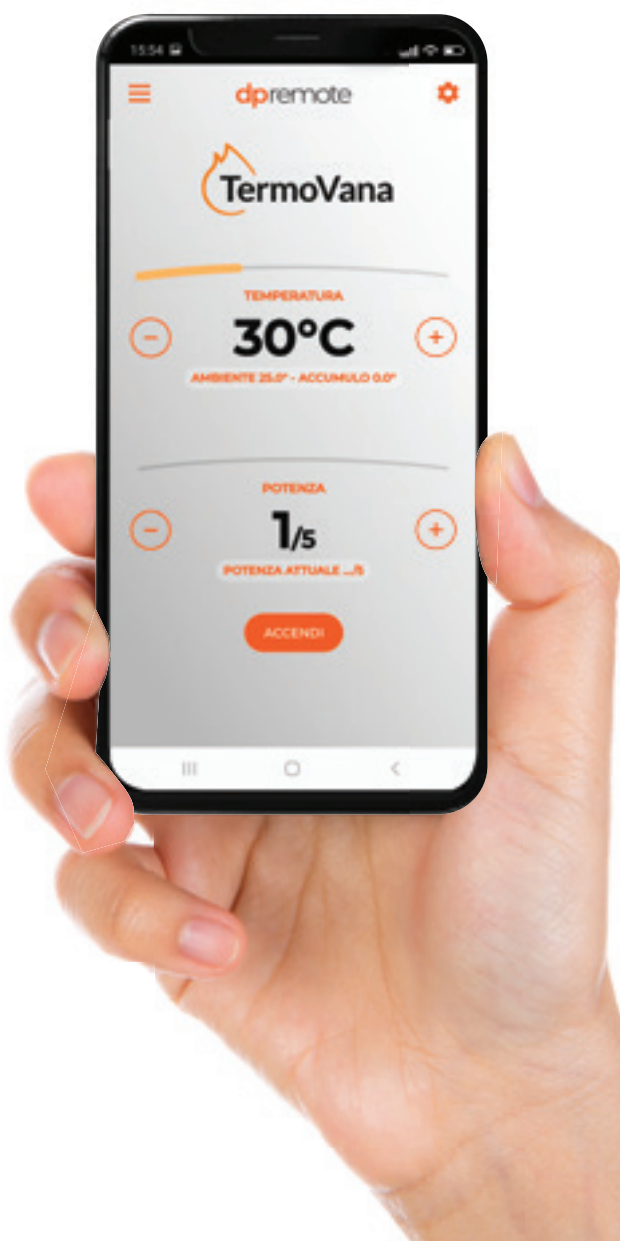 15:54
dpremote
TermoVana
TEMPERATURA
30°C
AMBIENTE 25.0° - ACCUMULO 0.0°
POTENZA
1/5
POTENZA ATTUALE .../5
ACCENDI